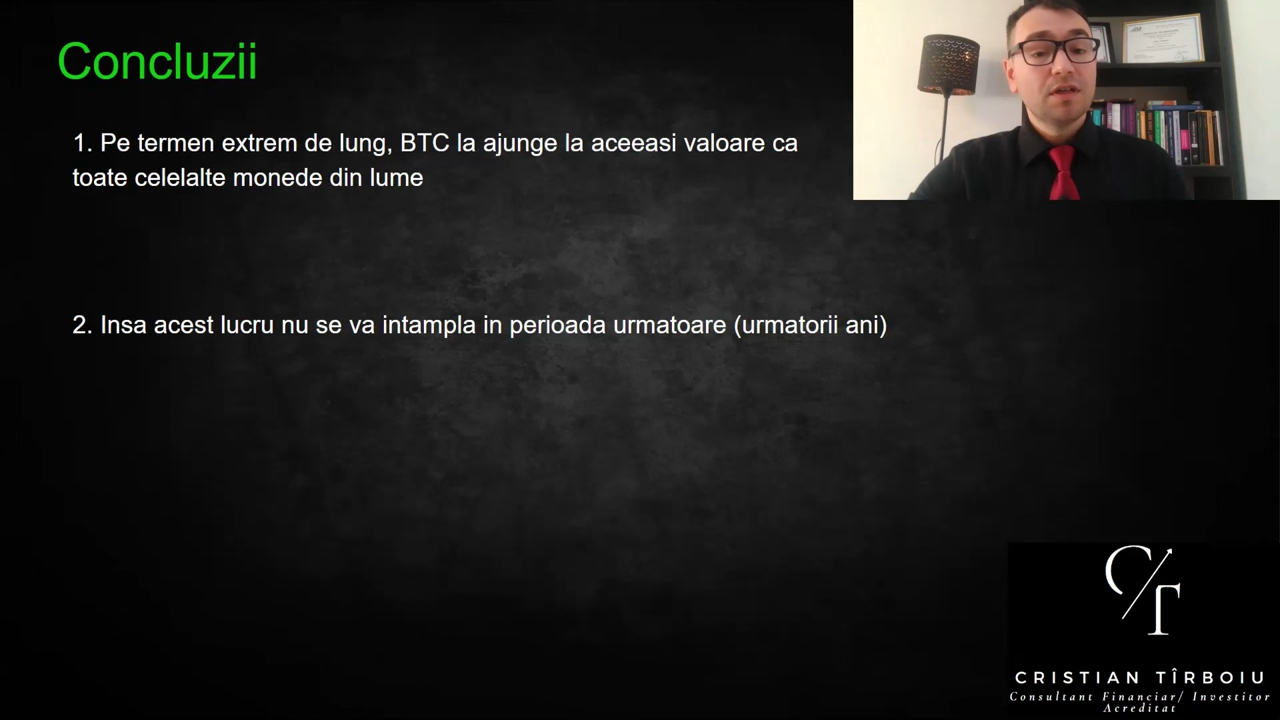 Concluzii
1. Pe termen extrem de lung, BTC la ajunge la aceeasi valoare ca
toate celelalte monede din lume
2. Insa acest lucru nu se va intampla in perioada urmatoare (urmatorii ani)
CT
CRISTIAN TÎRBOIU
Consultant Financiar/ Investitor
Acreditat